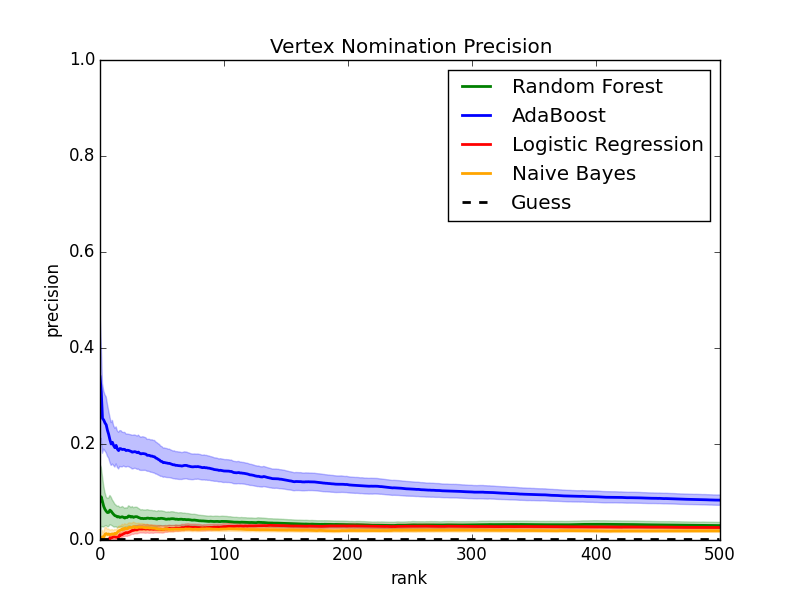 Vertex Nomination Precision
1.0
0.8
0.6
0.4
0.2
0.0
precision
Random Forest
AdaBoost
Logistic Regression
Naive Bayes
Guess
0 100 200 300 400 500
rank